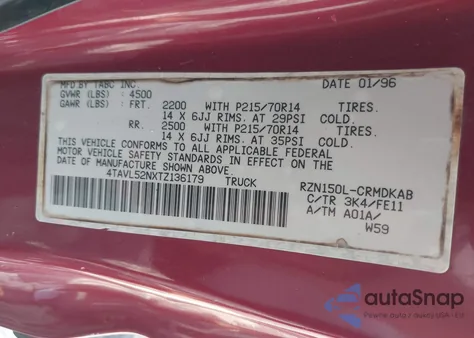 MFD BY TABC INC. DATE 01/96
GVWR (LBS): 4500
GAWR (LBS): FRT. 2200 WITH P215/70R14 TIRES.
14 X 6JJ RIMS. AT 29PSI COLD.
RR. 2500 WITH P215/70R14 TIRES.
14 X 6JJ RIMS. AT 35PSI COLD.
THIS VEHICLE CONFORMS TO ALL APPLICABLE FEDERAL
MOTOR VEHICLE SAFETY STANDARDS IN EFFECT ON
THE DATE OF MANUFACTURE SHOWN ABOVE.
4TAVL52NXTZ136179 TRUCK RZN150L-CRMDKAB
C/TR 3K4/FE11
A/TM A01A/
W59
autoSnap